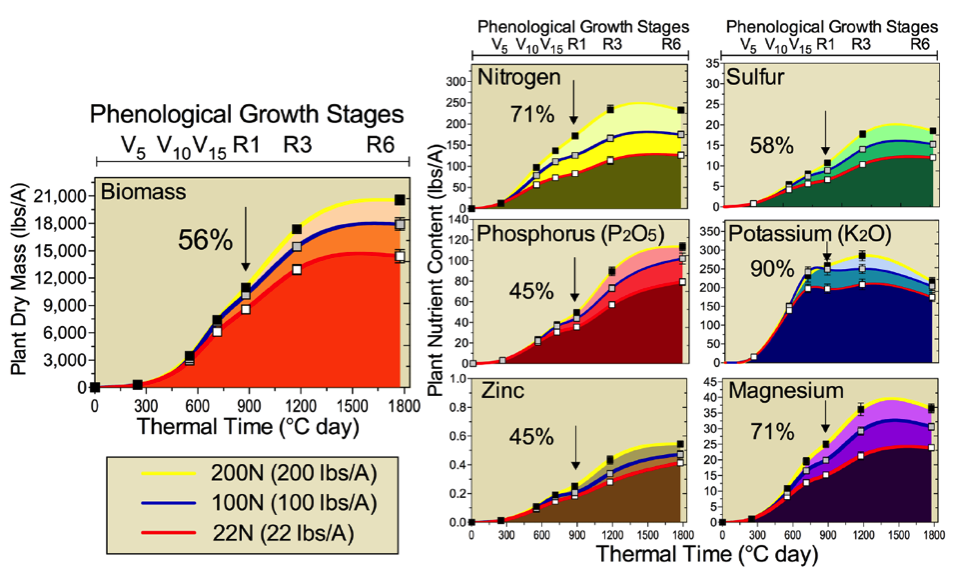 Phenological Growth Stages
V5 V10 V15 R1 R3 R6
Biomass
56%
Plant Dry Mass (lbs/A)
21,000
18,000
15,000
12,000
9,000
6,000
3,000
0
0 300 600 900 1200 1500 1800
Thermal Time (°C day)
200N (200 lbs/A)
100N (100 lbs/A)
22N (22 lbs/A)
Phenological Growth Stages
V5 V10 V15 R1 R3 R6
Phenological Growth Stages
V5 V10 V15 R1 R3 R6
Plant Nutrient Content (lbs/A)
Nitrogen
71%
300
250
200
150
100
50
0
Sulfur
58%
35
30
25
20
15
10
5
0
Phosphorus (P2O5)
45%
140
120
100
80
60
40
20
0
Potassium (K2O)
90%
350
300
250
200
150
100
50
0
Zinc
45%
1.0
0.8
0.6
0.4
0.2
0.0
0 300 600 900 1200 1500 1800
Magnesium
71%
45
40
35
30
25
20
15
10
5
0
0 300 600 900 1200 1500 1800
Thermal Time (°C day)